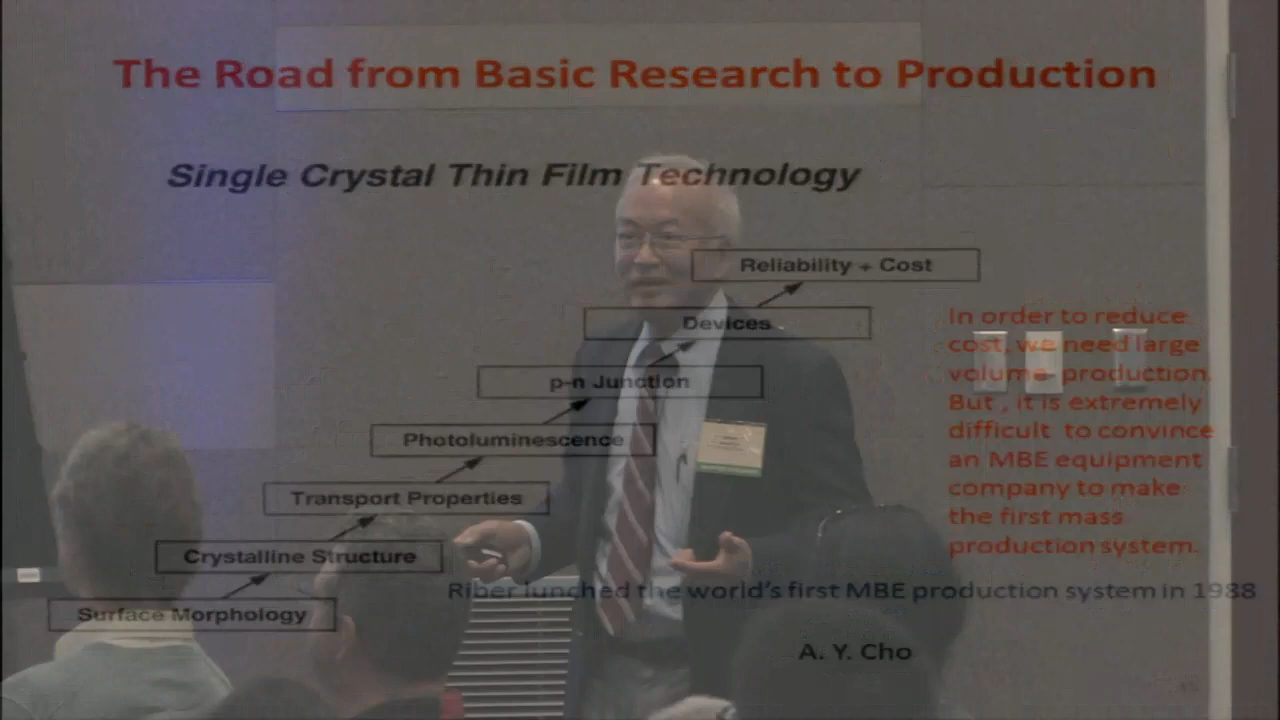 The Road from Basic Research to Production
Single Crystal Thin Film Technology
Reliability + Cost
Devices
p-n Junction
Photoluminescence
Transport Properties
Crystalline Structure
Surface Morphology
In order to reduce
cost, we need large
volume production.
But , it is extremely
difficult to convince
an MBE equipment
company to make
the first mass
production system.
Riber lunched the world's first MBE production system in 1988
A. Y. Cho